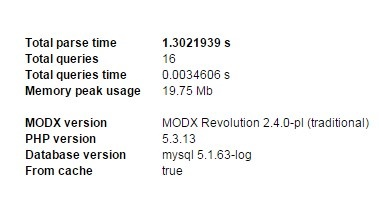 Total parse time 1.3021939 s
Total queries 16
Total queries time 0.0034606 s
Memory peak usage 19.75 Mb
MODX version MODX Revolution 2.4.0-pl (traditional)
PHP version 5.3.13
Database version mysql 5.1.63-log
From cache true